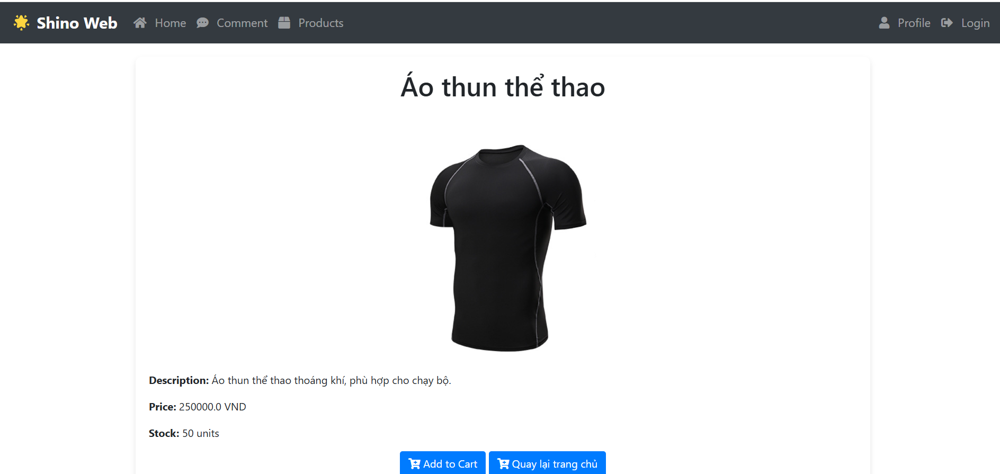 Shino Web Home Comment Products Profile Login
Áo thun thể thao
Description: Áo thun thể thao thoáng khí, phù hợp cho chạy bộ.
Price: 250000.0 VND
Stock: 50 units
Add to Cart Quay lại trang chủ